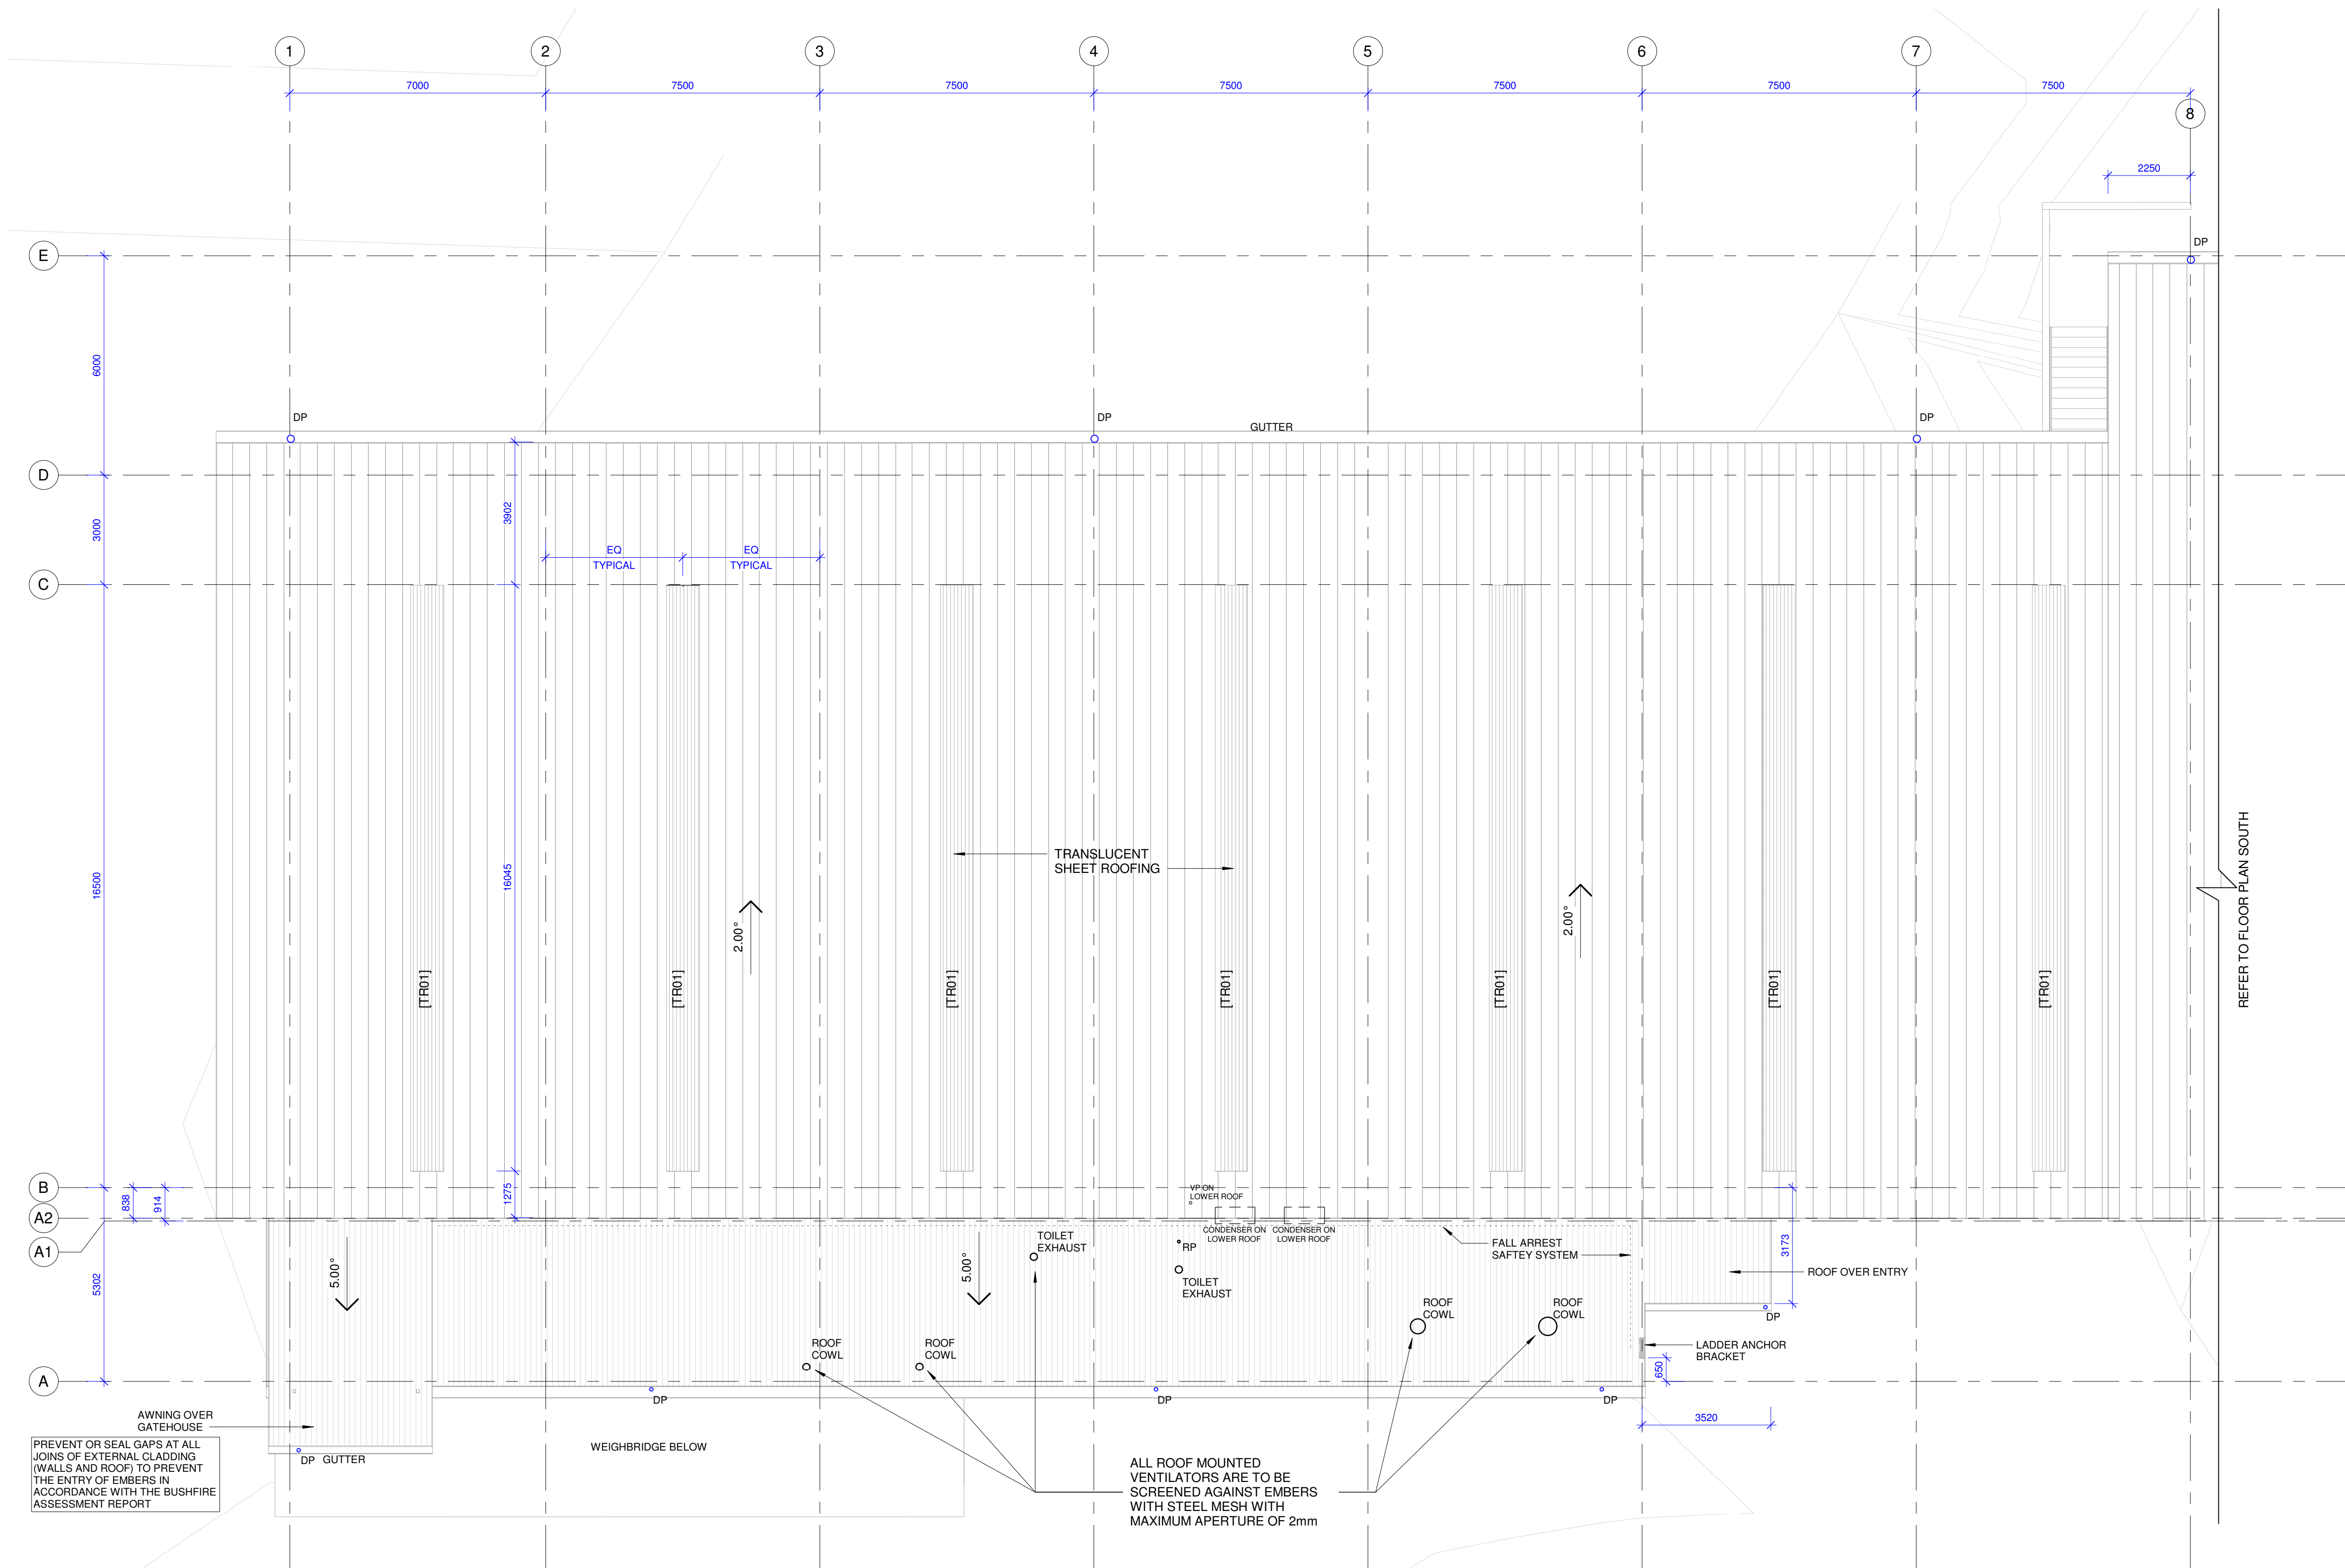 1
2
3
4
5
6
7
8
7000
7500
7500
7500
7500
7500
7500
2250
E
D
C
B
A2
A1
A
6000
3000
16500
838
914
5302
DP
DP
DP
DP
GUTTER
3902
EQ
TYPICAL
EQ
TYPICAL
16045
1275
TRANSLUCENT
SHEET ROOFING
2.00°
2.00°
[TR01]
[TR01]
[TR01]
[TR01]
[TR01]
[TR01]
[TR01]
REFER TO FLOOR PLAN SOUTH
VP ON
LOWER ROOF
CONDENSER ON
LOWER ROOF
CONDENSER ON
LOWER ROOF
5.00°
5.00°
TOILET
EXHAUST
RP
TOILET
EXHAUST
FALL ARREST
SAFTEY SYSTEM
3173
ROOF OVER ENTRY
ROOF
COWL
ROOF
COWL
ROOF
COWL
ROOF
COWL
DP
LADDER ANCHOR
BRACKET
650
3520
DP
DP
DP
AWNING OVER
GATEHOUSE
DP GUTTER
WEIGHBRIDGE BELOW
PREVENT OR SEAL GAPS AT ALL
JOINS OF EXTERNAL CLADDING
(WALLS AND ROOF) TO PREVENT
THE ENTRY OF EMBERS IN
ACCORDANCE WITH THE BUSHFIRE
ASSESSMENT REPORT
ALL ROOF MOUNTED
VENTILATORS ARE TO BE
SCREENED AGAINST EMBERS
WITH STEEL MESH WITH
MAXIMUM APERTURE OF 2mm